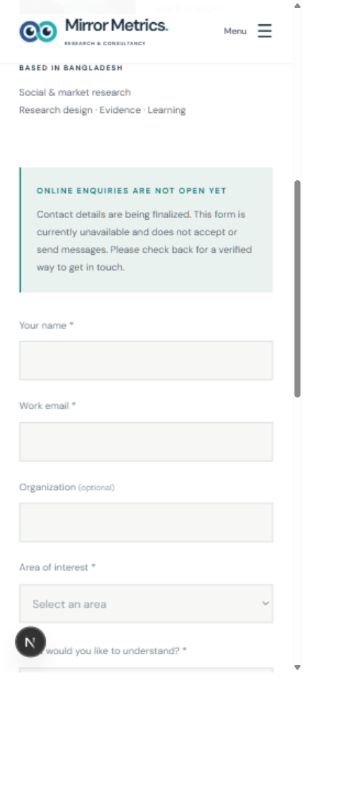 Mirror Metrics.
RESEARCH & CONSULTANCY
Menu
BASED IN BANGLADESH
Social & market research
Research design · Evidence · Learning
ONLINE ENQUIRIES ARE NOT OPEN YET
Contact details are being finalized. This form is
currently unavailable and does not accept or
send messages. Please check back for a verified
way to get in touch.
Your name *
Work email *
Organization (optional)
Area of interest *
Select an area
N
would you like to understand? *